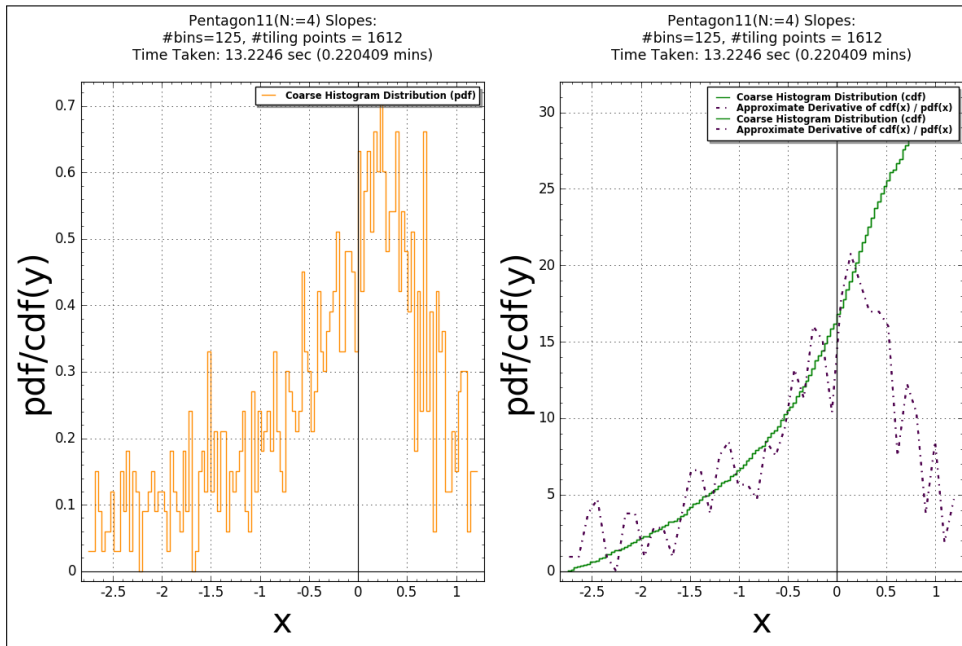 Pentagon11(N:=4) Slopes:
#bins=125, #tiling points = 1612
Time Taken: 13.2246 sec (0.220409 mins)
Coarse Histogram Distribution (pdf)
0.7
0.6
0.5
0.4
0.3
0.2
0.1
0
pdf/cdf(y)
-2.5 -2 -1.5 -1 -0.5 0 0.5 1
x
Pentagon11(N:=4) Slopes:
#bins=125, #tiling points = 1612
Time Taken: 13.2246 sec (0.220409 mins)
Coarse Histogram Distribution (cdf)
Approximate Derivative of cdf(x) / pdf(x)
Coarse Histogram Distribution (cdf)
Approximate Derivative of cdf(x) / pdf(x)
30
25
20
15
10
5
0
pdf/cdf(y)
-2.5 -2 -1.5 -1 -0.5 0 0.5 1
x